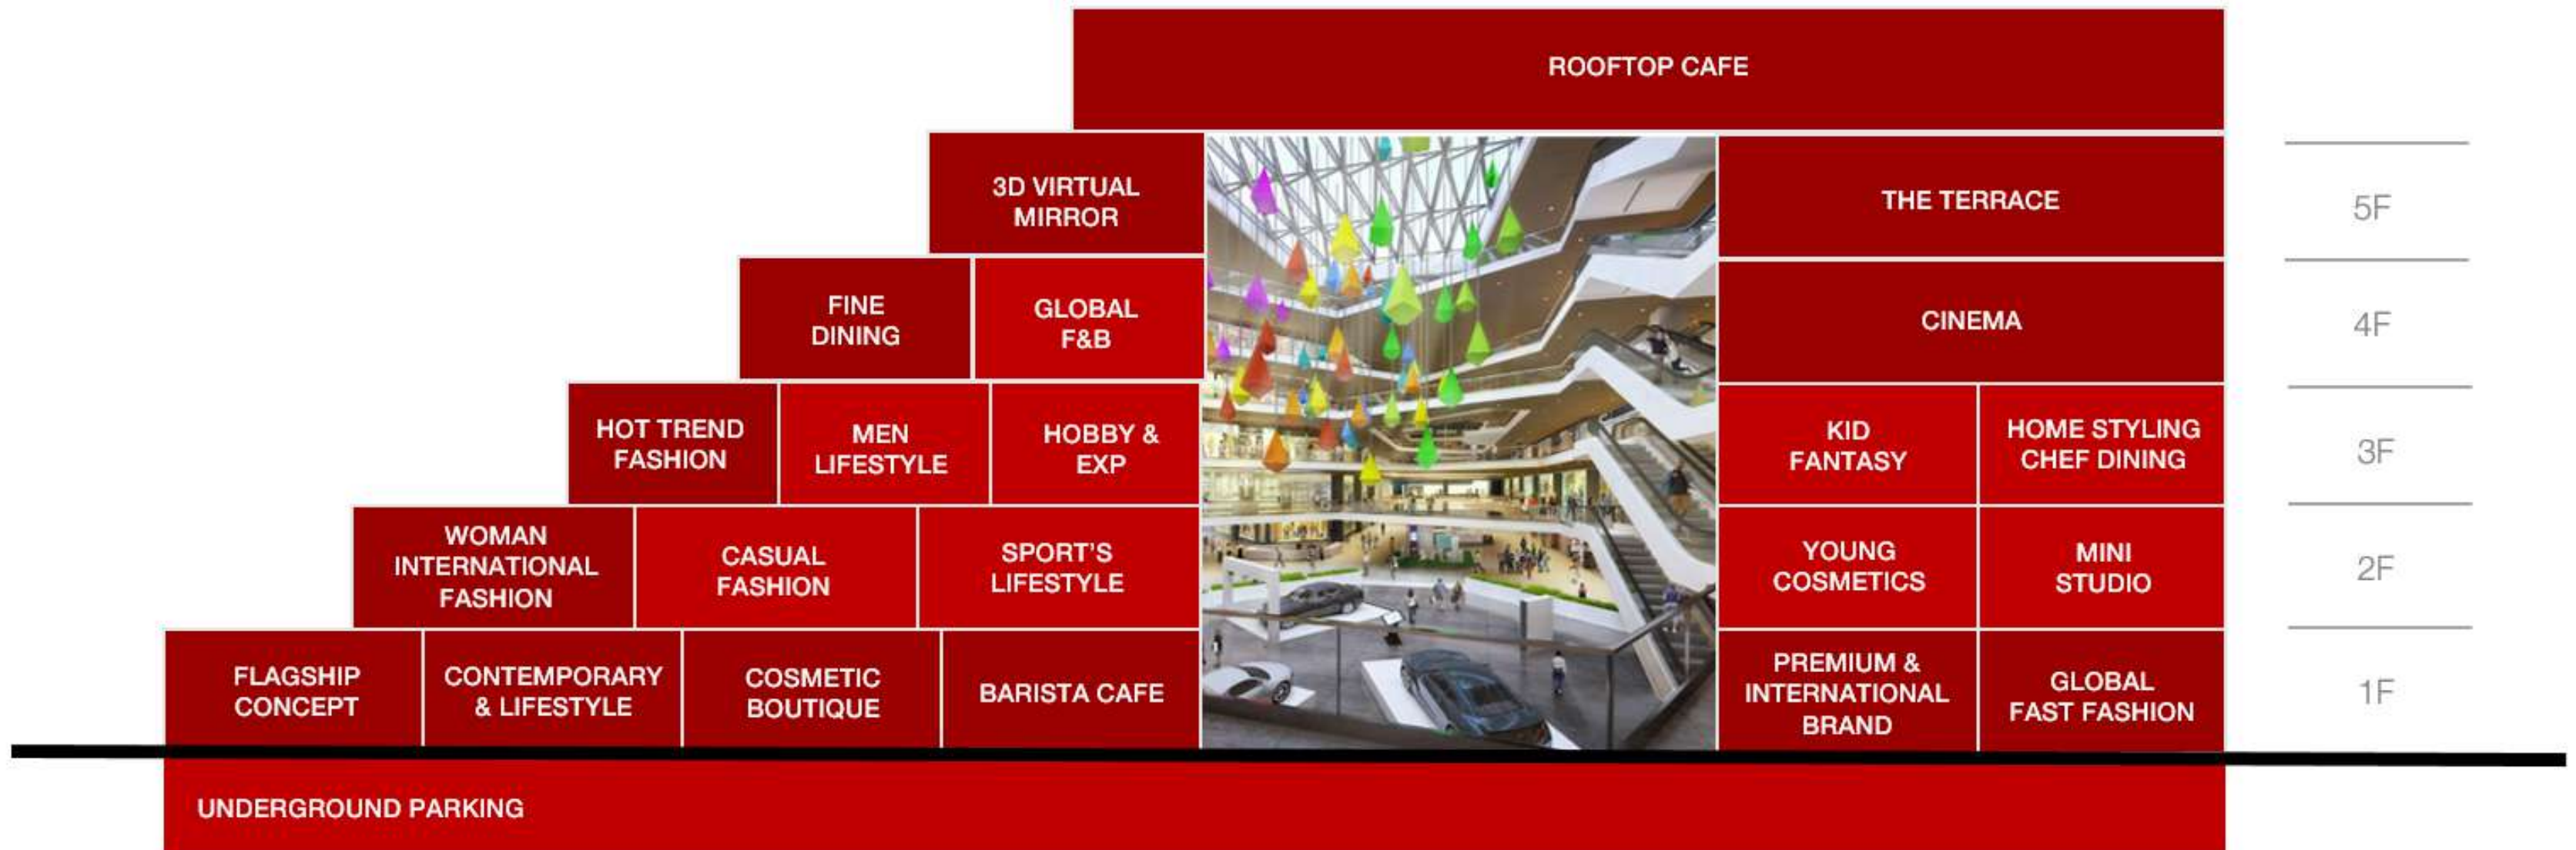 ROOFTOP CAFE
3D VIRTUAL
MIRROR
THE TERRACE
5F
FINE
DINING
GLOBAL
F&B
CINEMA
4F
HOT TREND
FASHION
MEN
LIFESTYLE
HOBBY &
EXP
KID
FANTASY
HOME STYLING
CHEF DINING
3F
WOMAN
INTERNATIONAL
FASHION
CASUAL
FASHION
SPORT'S
LIFESTYLE
YOUNG
COSMETICS
MINI
STUDIO
2F
FLAGSHIP
CONCEPT
CONTEMPORARY
& LIFESTYLE
COSMETIC
BOUTIQUE
BARISTA CAFE
PREMIUM &
INTERNATIONAL
BRAND
GLOBAL
FAST FASHION
1F
UNDERGROUND PARKING